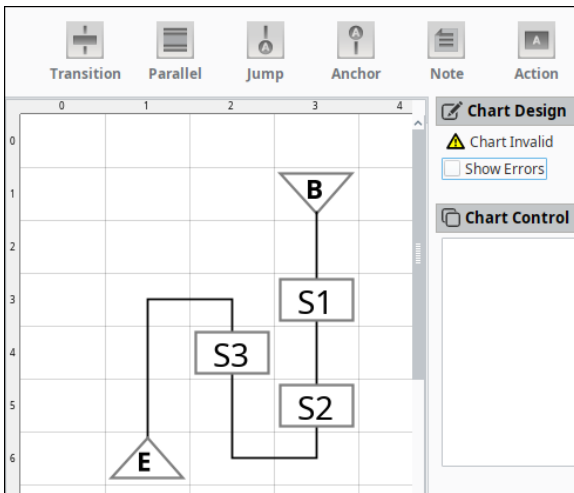 Transition Parallel Jump Anchor Note Action
A A A
0 1 2 3 4
Chart Design
Chart Invalid
Show Errors
Chart Control
0
1
2
3
4
5
6
B
S1
S3
S2
E